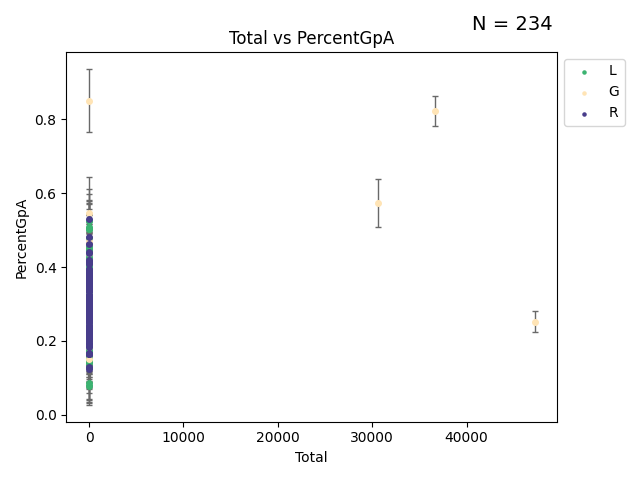 N = 234
Total vs PercentGpA
L
G
R
PercentGpA
0.8
0.6
0.4
0.2
0.0
0 10000 20000 30000 40000
Total